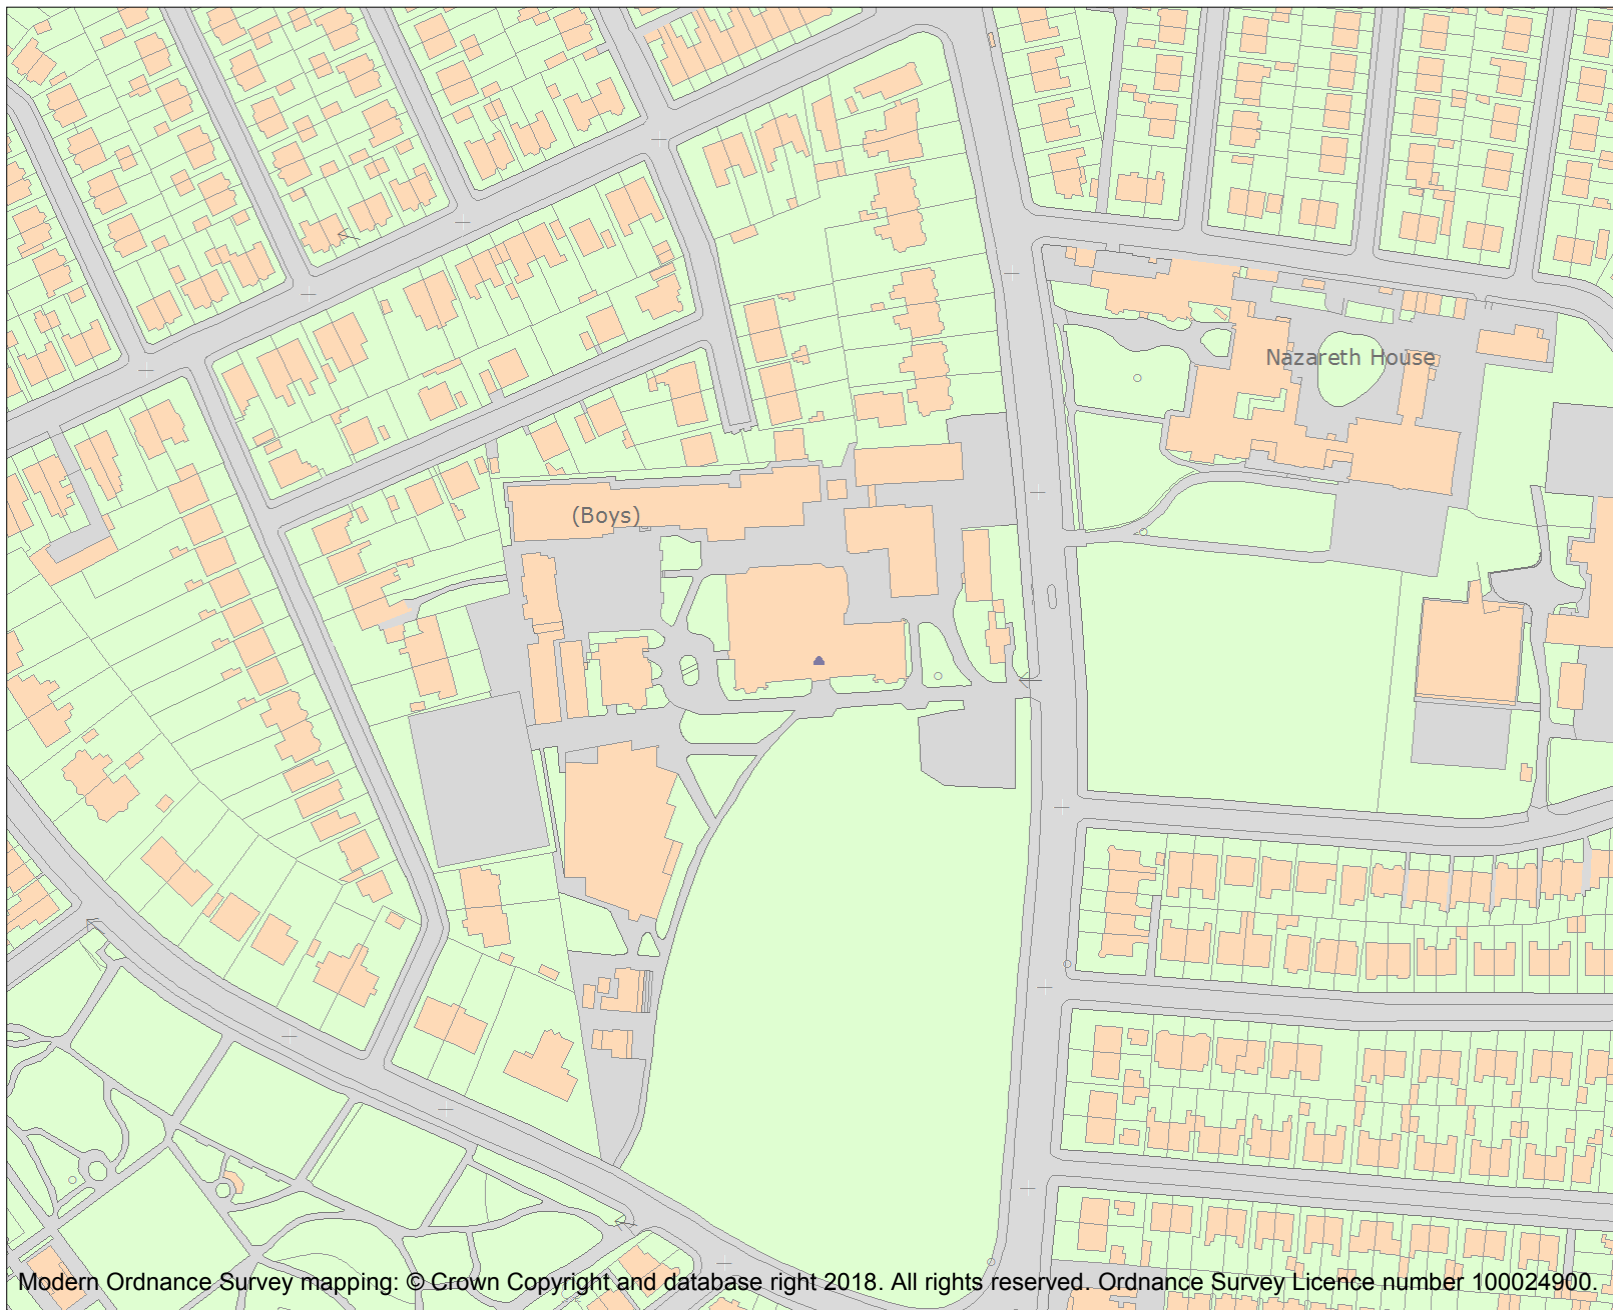 Nazareth House
(Boys)
Modern Ordnance Survey mapping: © Crown Copyright and database right 2018. All rights reserved. Ordnance Survey Licence number 100024900.